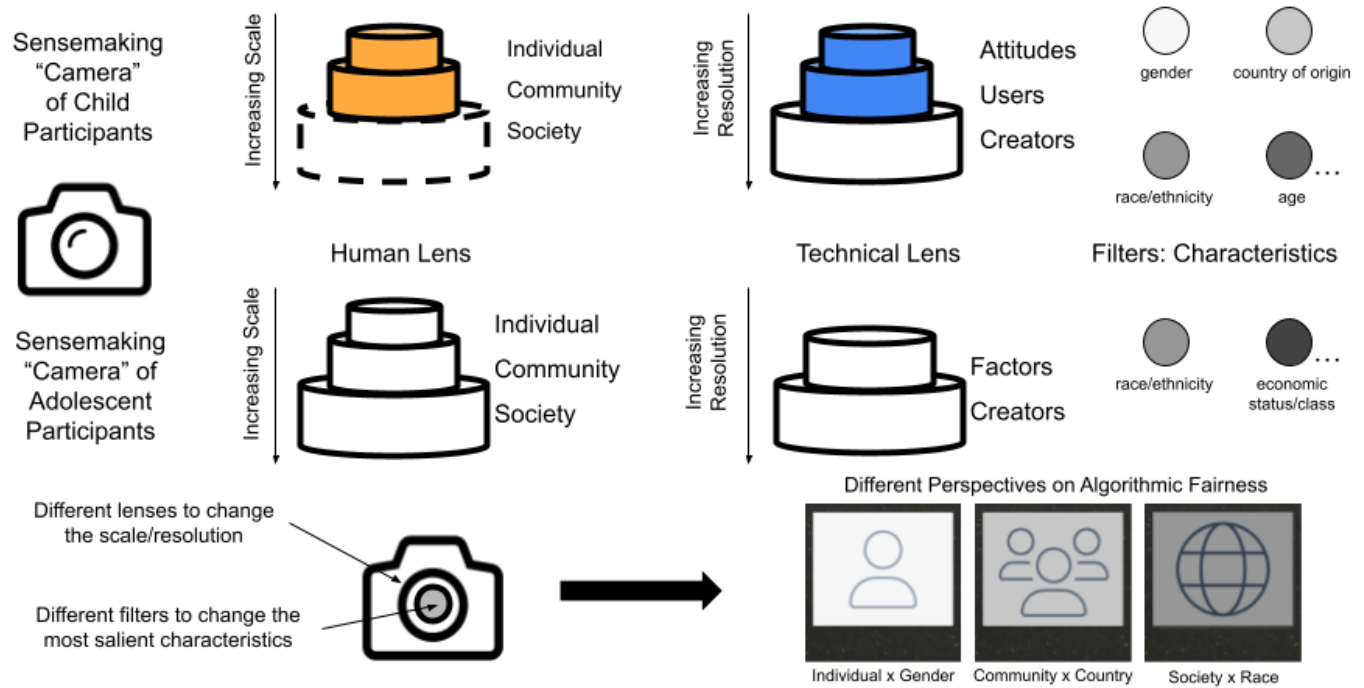 Sensemaking
“Camera”
of Child
Participants
Increasing Scale
Individual
Community
Society
Increasing
Resolution
Attitudes
Users
Creators
gender
country of origin
race/ethnicity
age
...
Human Lens
Technical Lens
Filters: Characteristics
Sensemaking
“Camera” of
Adolescent
Participants
Increasing Scale
Individual
Community
Society
Increasing
Resolution
Factors
Creators
race/ethnicity
economic
status/class
...
Different lenses to change
the scale/resolution
Different filters to change the
most salient characteristics
Different Perspectives on Algorithmic Fairness
Individual x Gender
Community x Country
Society x Race